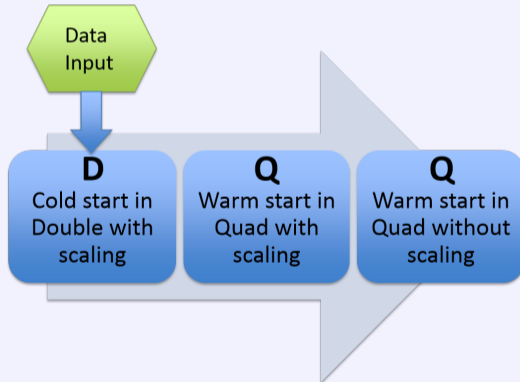 Data
Input
D
Cold start in
Double with
scaling
Q
Warm start in
Quad with
scaling
Q
Warm start in
Quad without
scaling